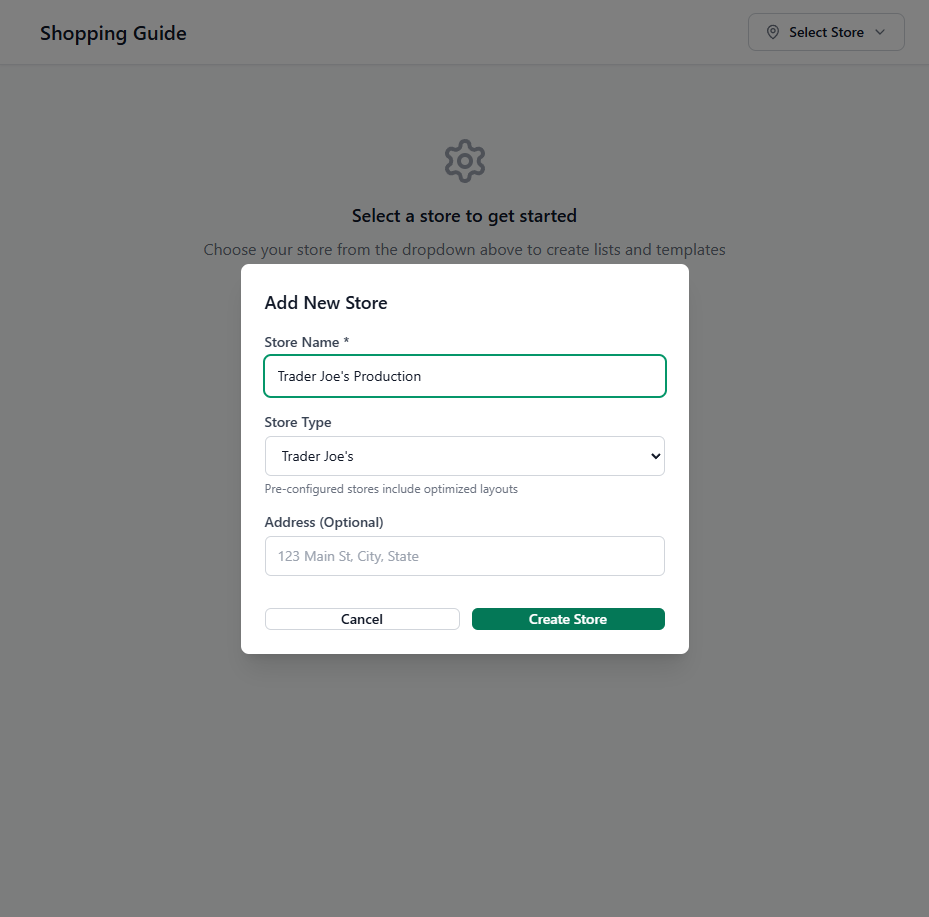 Shopping Guide
Select Store
Select a store to get started
Choose your store from the dropdown above to create lists and templates
Add New Store
Store Name *
Trader Joe's Production
Store Type
Trader Joe's
Pre-configured stores include optimized layouts
Address (Optional)
123 Main St, City, State
Cancel
Create Store